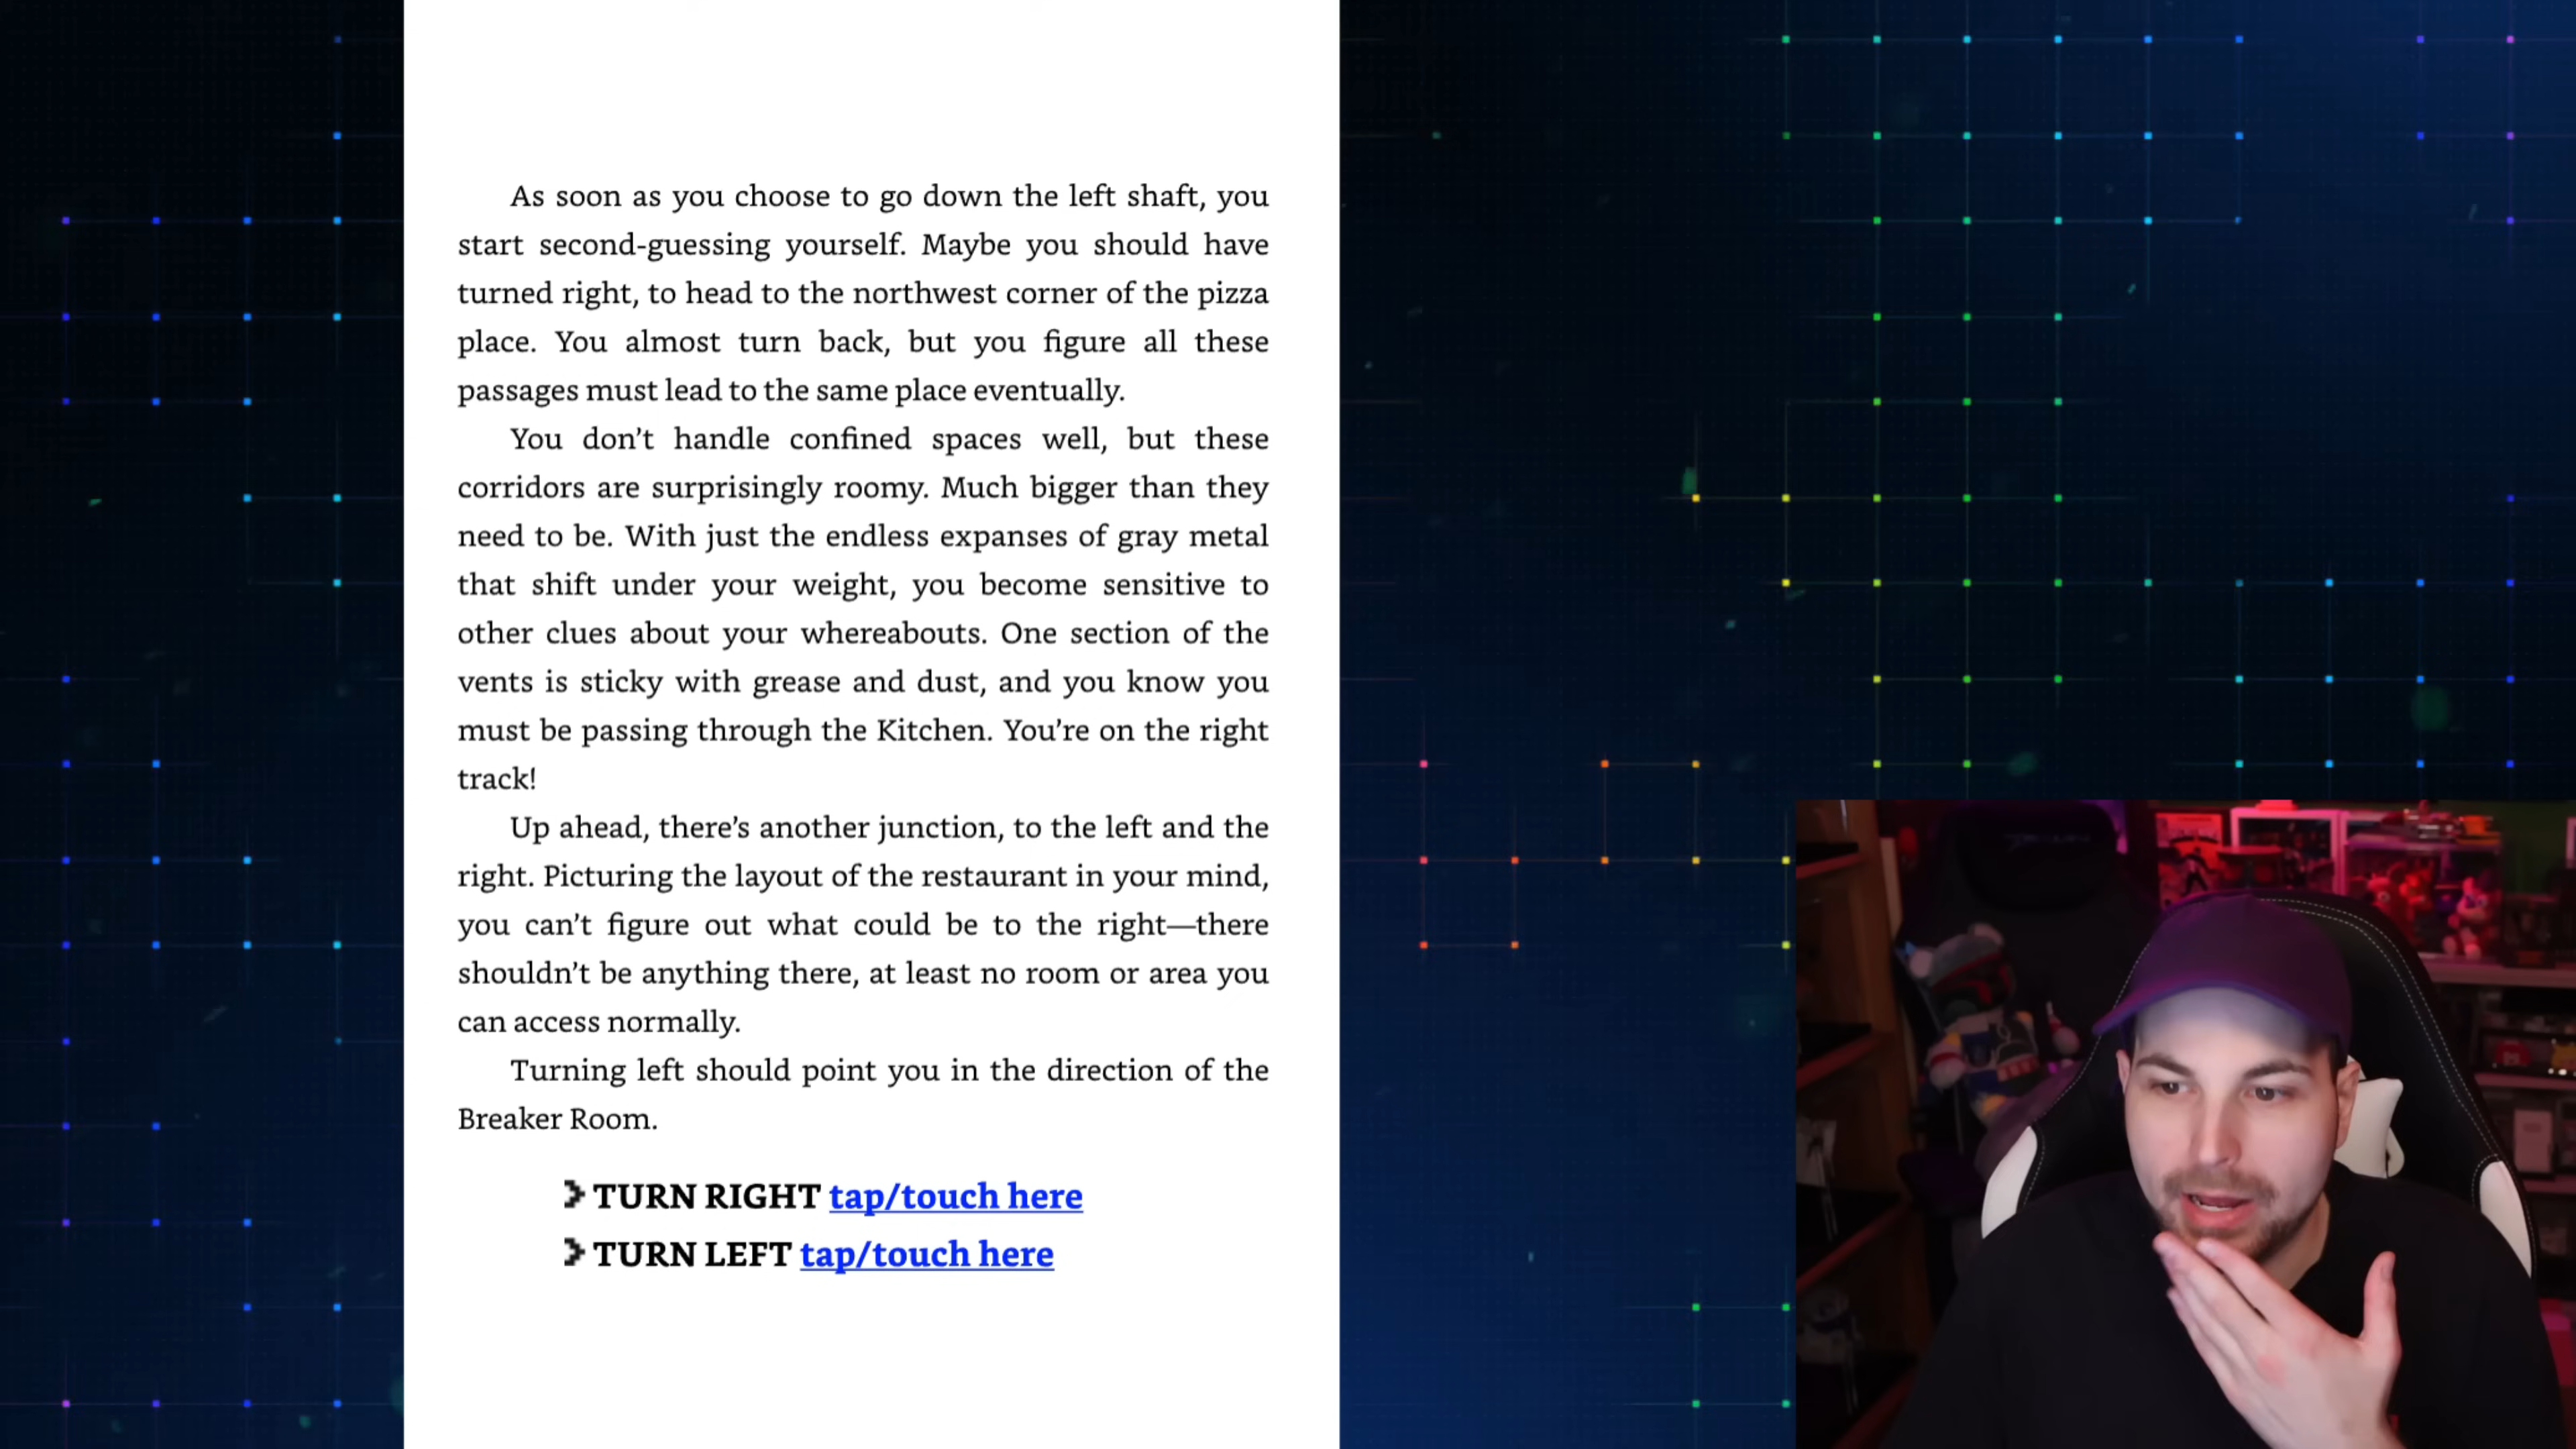 As soon as you choose to go down the left shaft, you
start second-guessing yourself. Maybe you should have
turned right, to head to the northwest corner of the pizza
place. You almost turn back, but you figure all these
passages must lead to the same place eventually.
You don’t handle confined spaces well, but these
corridors are surprisingly roomy. Much bigger than they
need to be. With just the endless expanses of gray metal
that shift under your weight, you become sensitive to
other clues about your whereabouts. One section of the
vents is sticky with grease and dust, and you know you
must be passing through the Kitchen. You’re on the right
track!
Up ahead, there’s another junction, to the left and the
right. Picturing the layout of the restaurant in your mind,
you can’t figure out what could be to the right—there
shouldn’t be anything there, at least no room or area you
can access normally.
Turning left should point you in the direction of the
Breaker Room.
> TURN RIGHT tap/touch here
> TURN LEFT tap/touch here